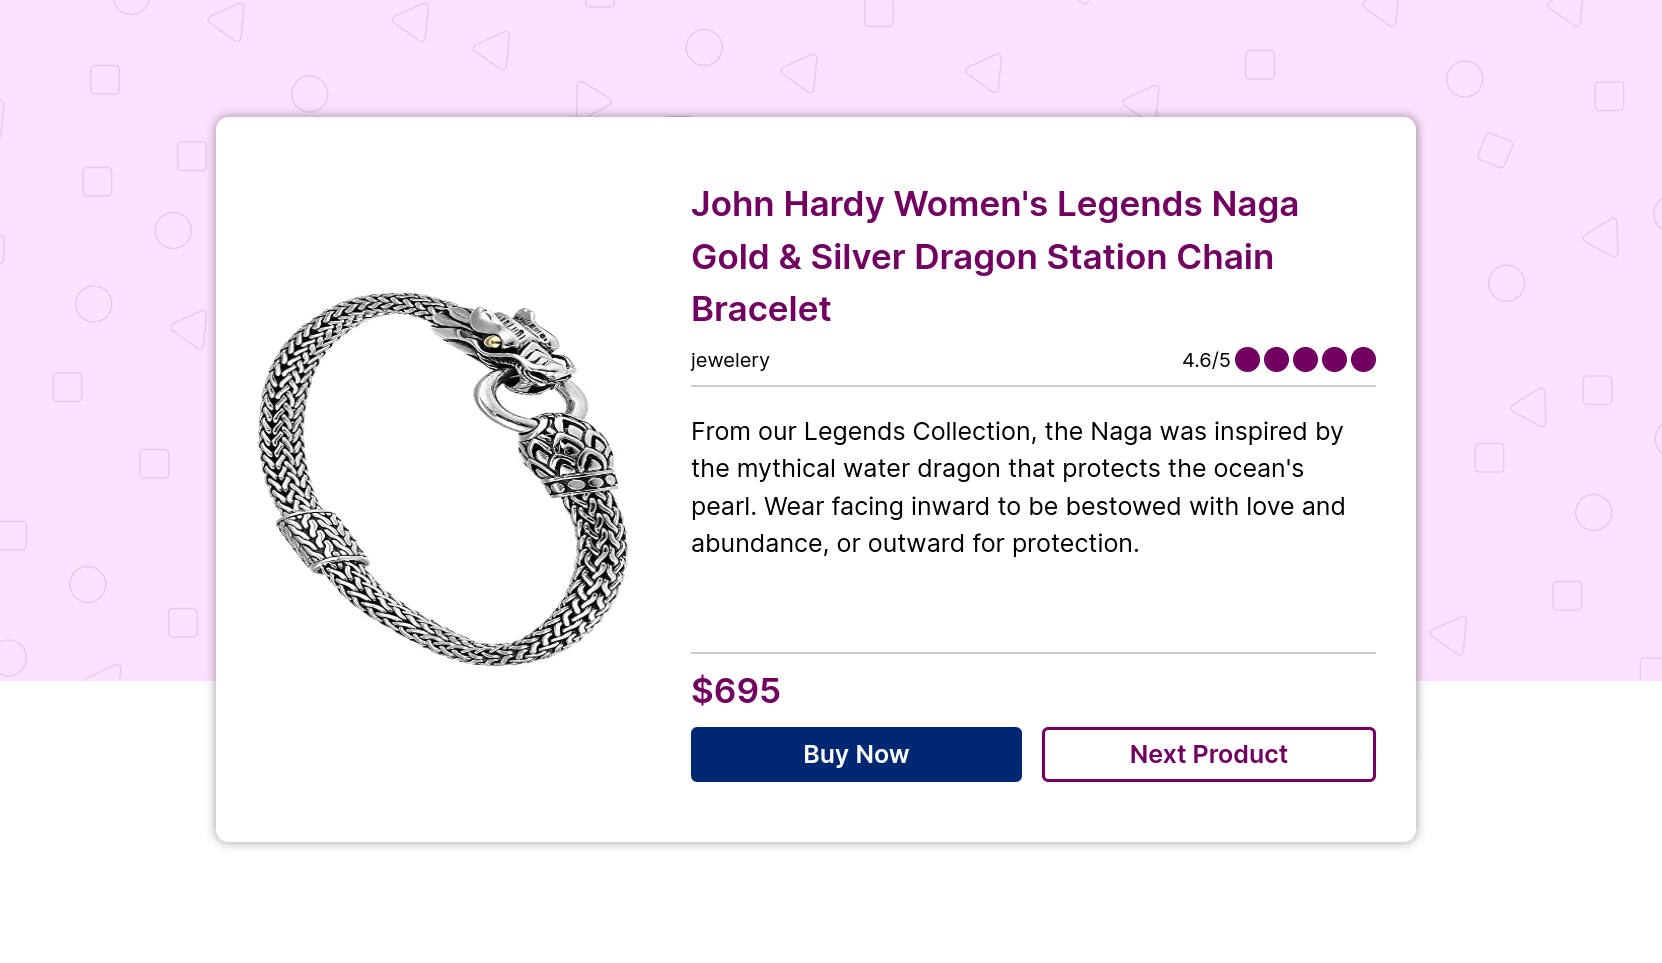 John Hardy Women's Legends Naga
Gold & Silver Dragon Station Chain
Bracelet
jewelery
4.6/5
From our Legends Collection, the Naga was inspired by
the mythical water dragon that protects the ocean's
pearl. Wear facing inward to be bestowed with love and
abundance, or outward for protection.
$695
Buy Now
Next Product